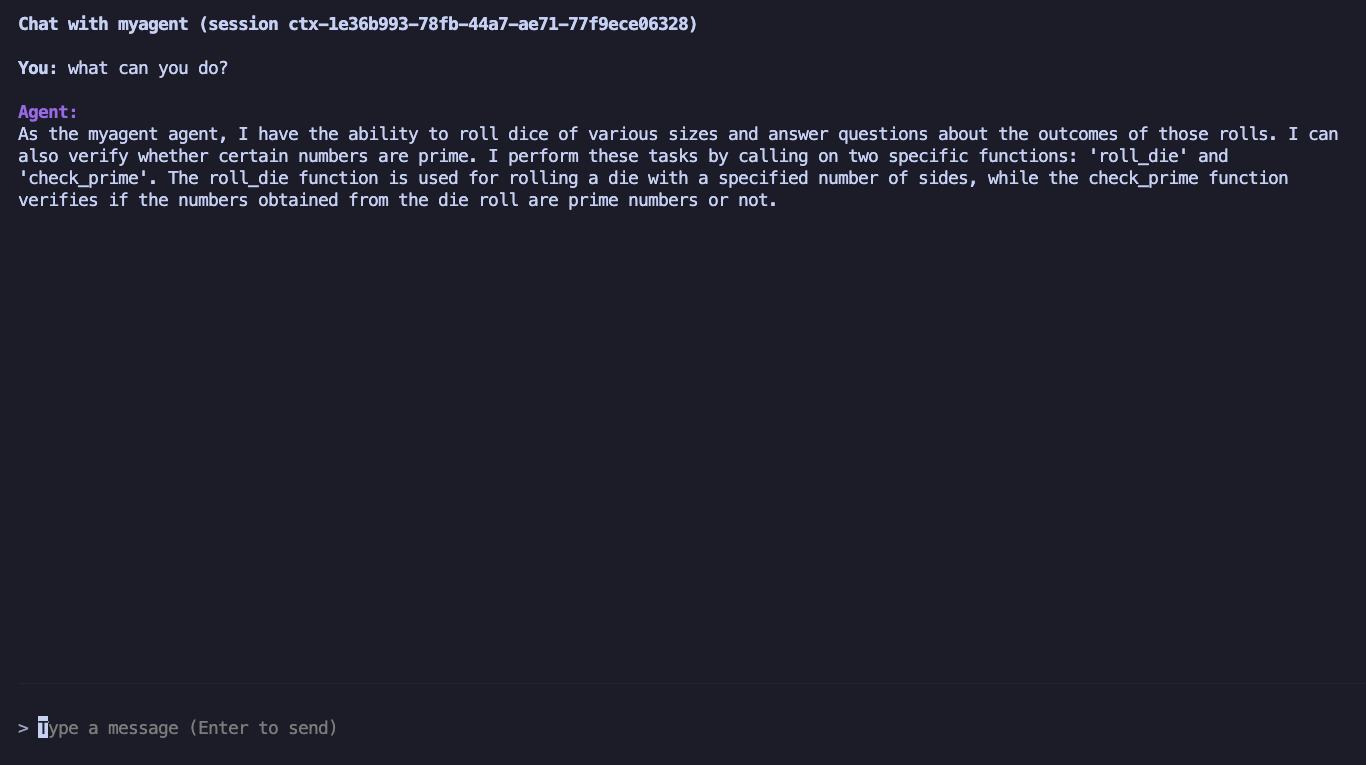 Chat with myagent (session ctx-1e36b993-78fb-44a7-ae71-77f9ece06328)
You: what can you do?
Agent:
As the myagent agent, I have the ability to roll dice of various sizes and answer questions about the outcomes of those rolls. I can
also verify whether certain numbers are prime. I perform these tasks by calling on two specific functions: 'roll_die' and
'check_prime'. The roll_die function is used for rolling a die with a specified number of sides, while the check_prime function
verifies if the numbers obtained from the die roll are prime numbers or not.
> Type a message (Enter to send)